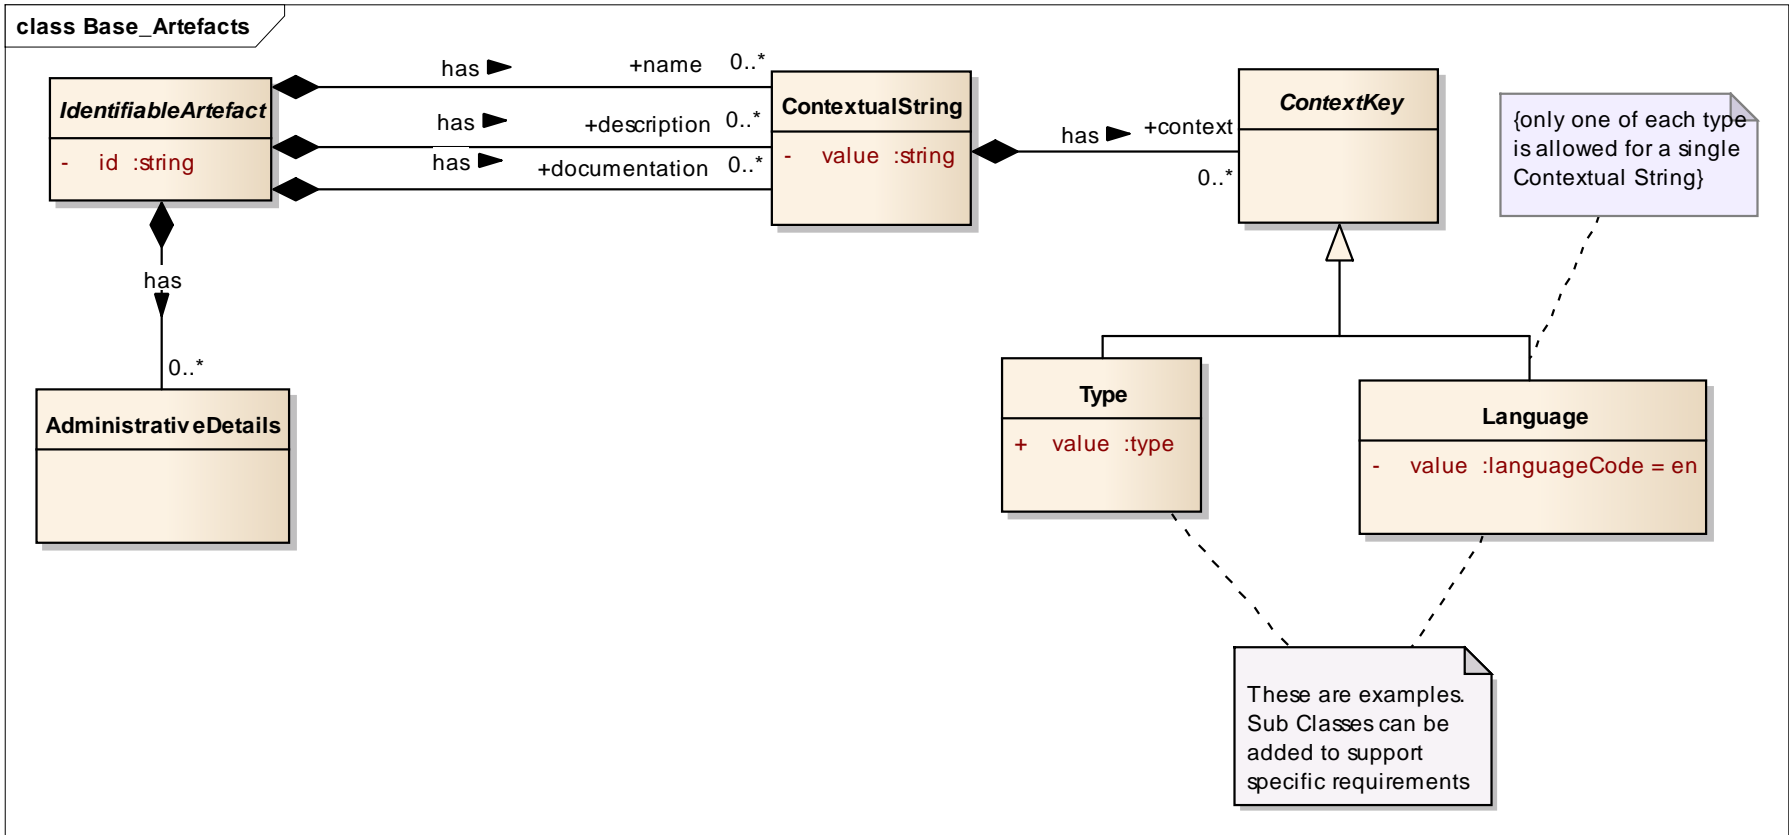 class Base_Artefacts
IdentifiableArtefact
- id :string
has
+name 0..*
has
+description 0..*
has
+documentation 0..*
ContextualString
- value :string
has
+context
0..*
ContextKey
{only one of each type
is allowed for a single
Contextual String}
has
0..*
AdministrativeDetails
Type
+ value :type
Language
- value :languageCode = en
These are examples.
Sub Classes can be
added to support
specific requirements